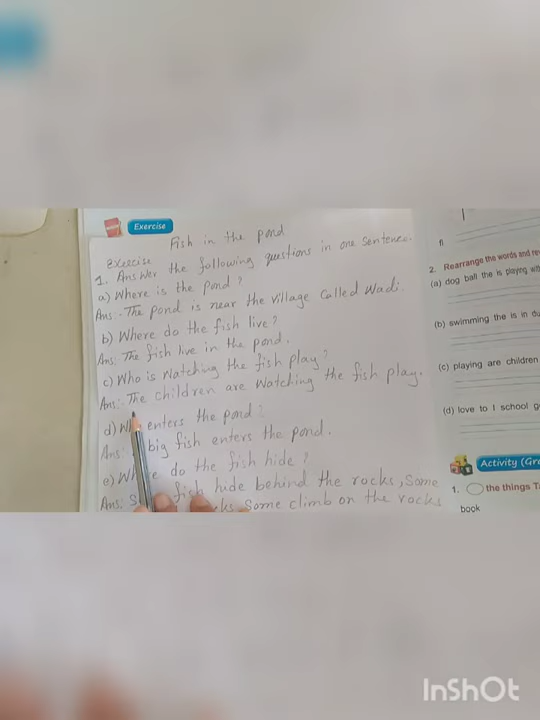 Exercise
Fish in the pond
Exercise
1. Answer the following questions in one sentence.
a) Where is the pond?
Ans:- The pond is near the village called Wadi.
b) Where do the fish live?
Ans: The fish live in the pond.
c) Who is watching the fish play?
Ans:- The children are watching the fish play.
d) enters the pond?
Ans: big fish enters the pond.
e) do the fish hide?
Ans: fish hide behind the rocks, Some
Some climb on the rocks
fl
2. Rearrange the words and
(a) dog ball the is playing
(b) swimming the is in
(c) playing are children
(d) love to I school
Activity
1. the things
book
InShOt